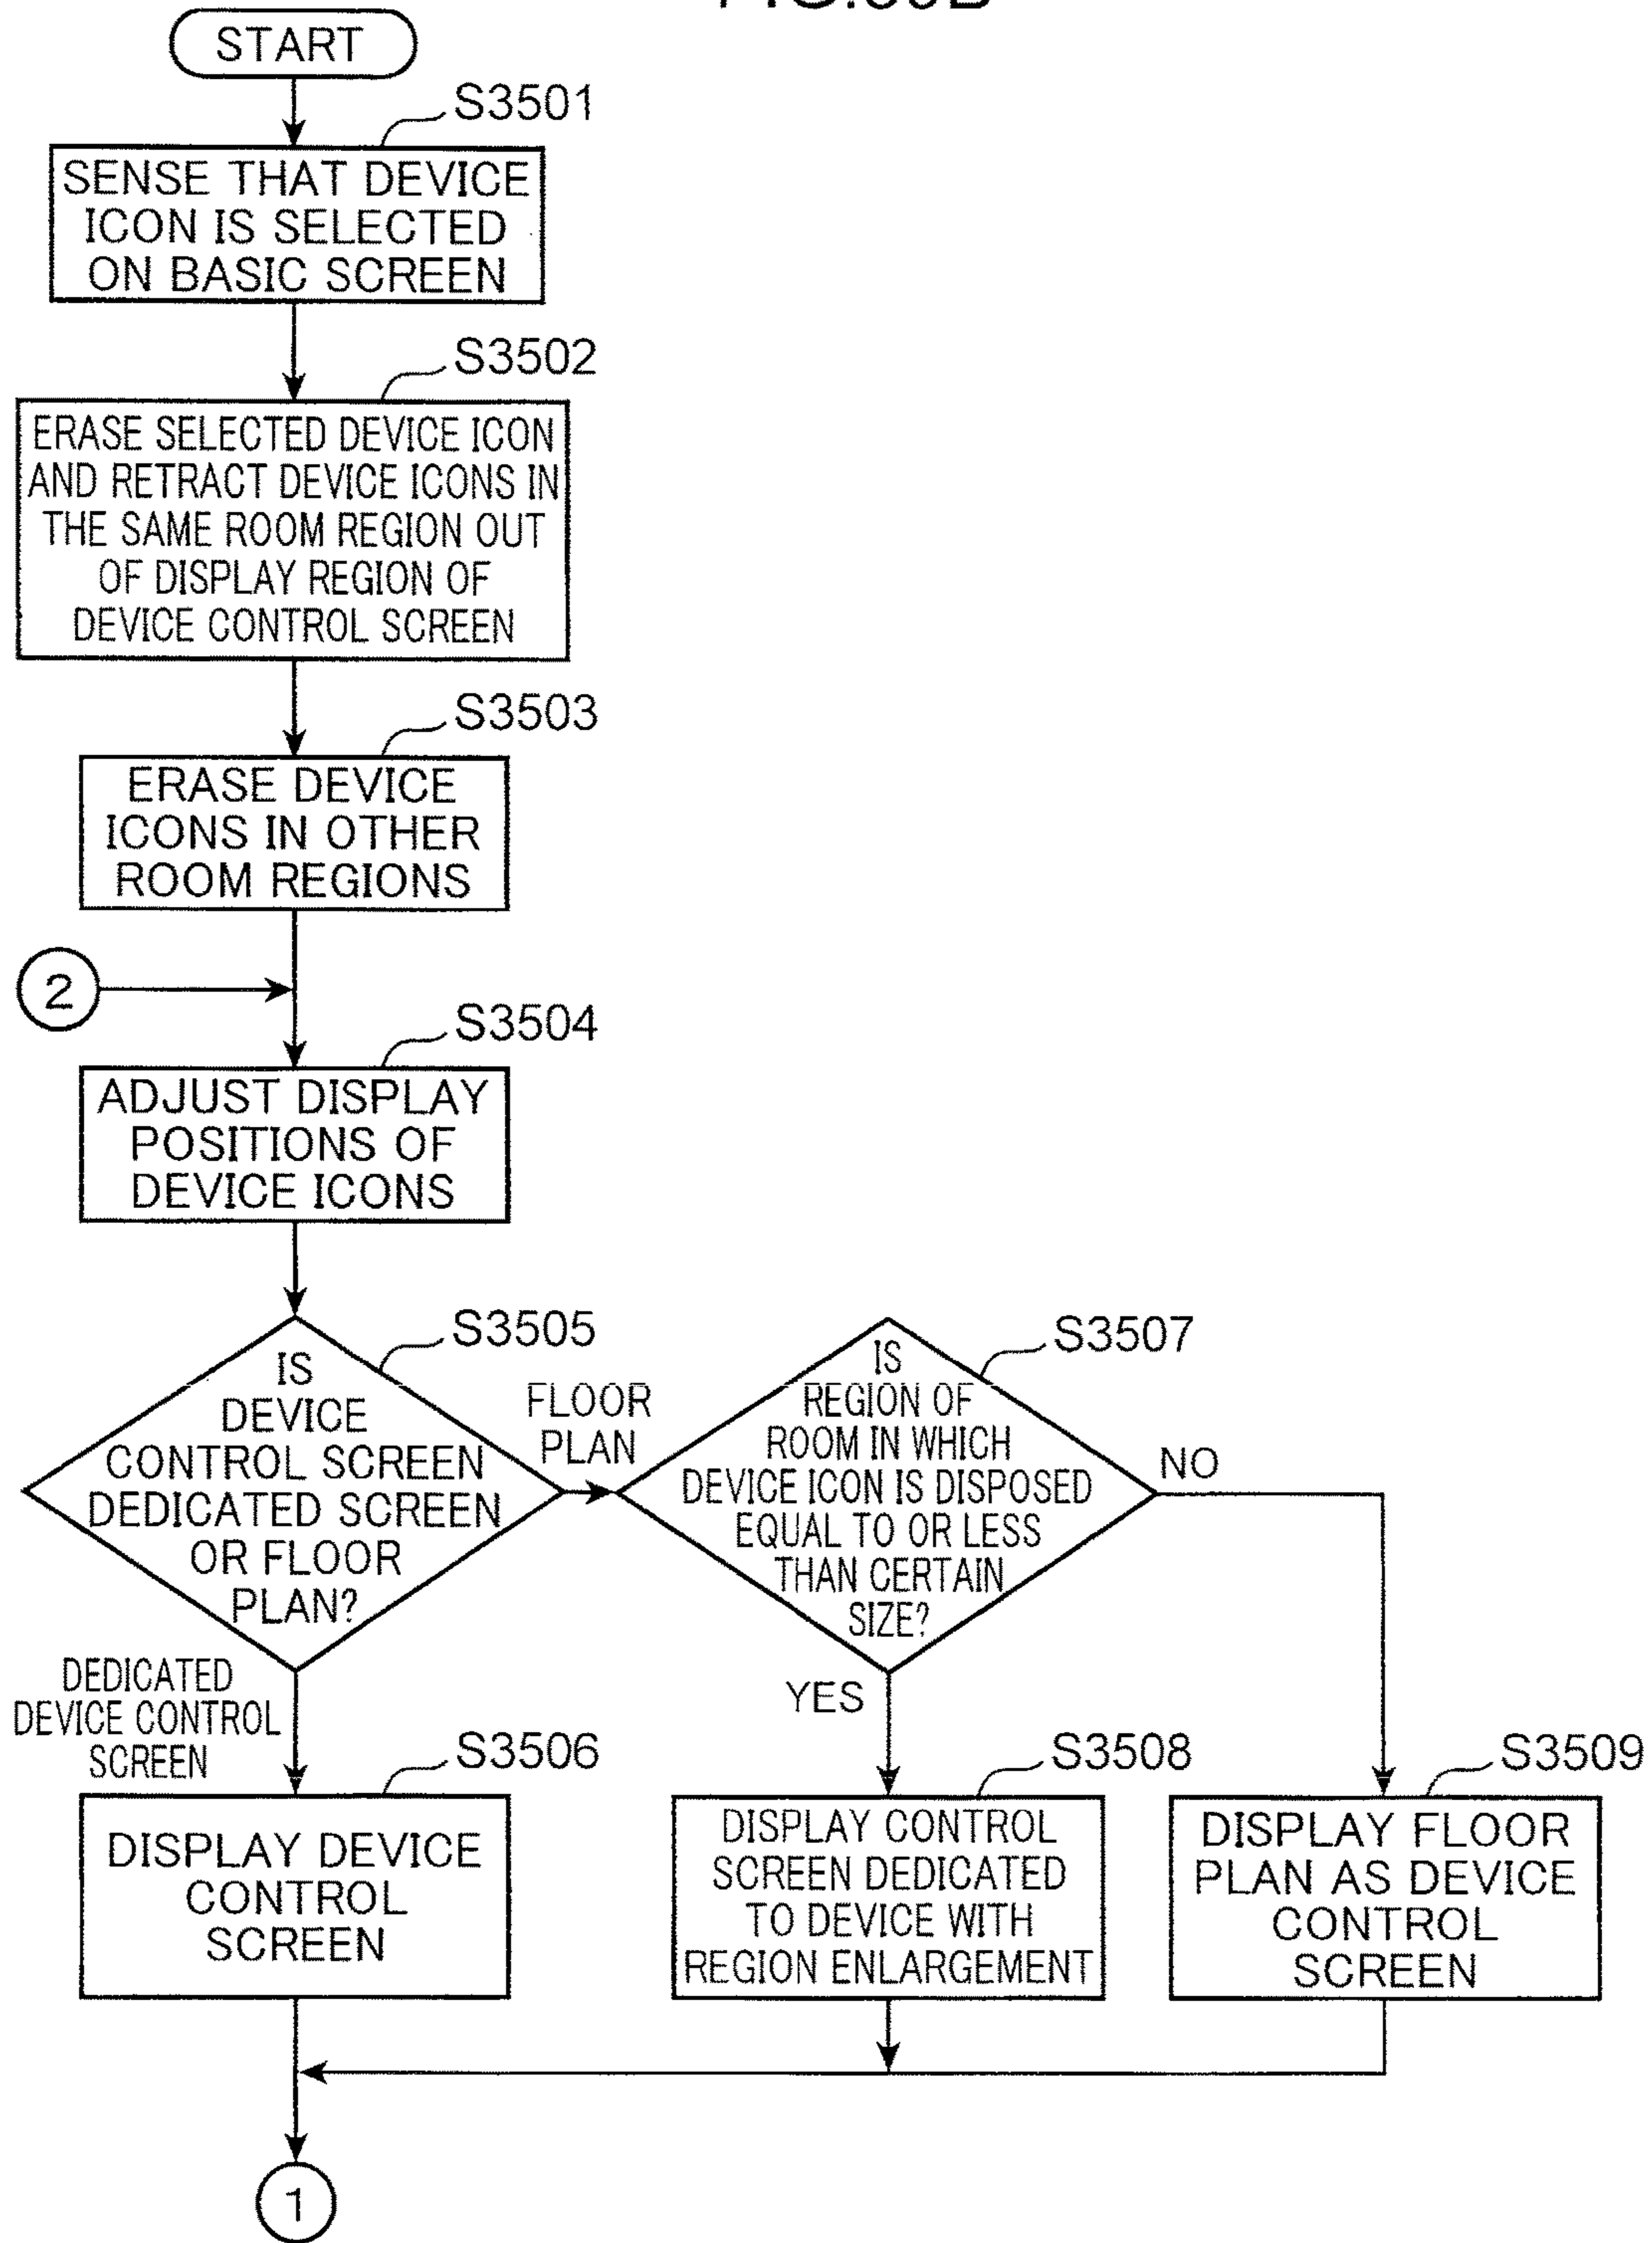 START
S3501
SENSE THAT DEVICE
ICON IS SELECTED
ON BASIC SCREEN
S3502
ERASE SELECTED DEVICE ICON
AND RETRACT DEVICE ICONS IN
THE SAME ROOM REGION OUT
OF DISPLAY REGION OF
DEVICE CONTROL SCREEN
S3503
ERASE DEVICE
ICONS IN OTHER
ROOM REGIONS
2
S3504
ADJUST DISPLAY
POSITIONS OF
DEVICE ICONS
S3505
IS
DEVICE
CONTROL SCREEN
DEDICATED SCREEN
OR FLOOR
PLAN?
FLOOR
PLAN
S3507
IS
REGION OF
ROOM IN WHICH
DEVICE ICON IS DISPOSED
EQUAL TO OR LESS
THAN CERTAIN
SIZE?
NO
DEDICATED
DEVICE CONTROL
SCREEN
YES
S3506
DISPLAY DEVICE
CONTROL
SCREEN
S3508
DISPLAY CONTROL
SCREEN DEDICATED
TO DEVICE WITH
REGION ENLARGEMENT
S3509
DISPLAY FLOOR
PLAN AS DEVICE
CONTROL
SCREEN
1